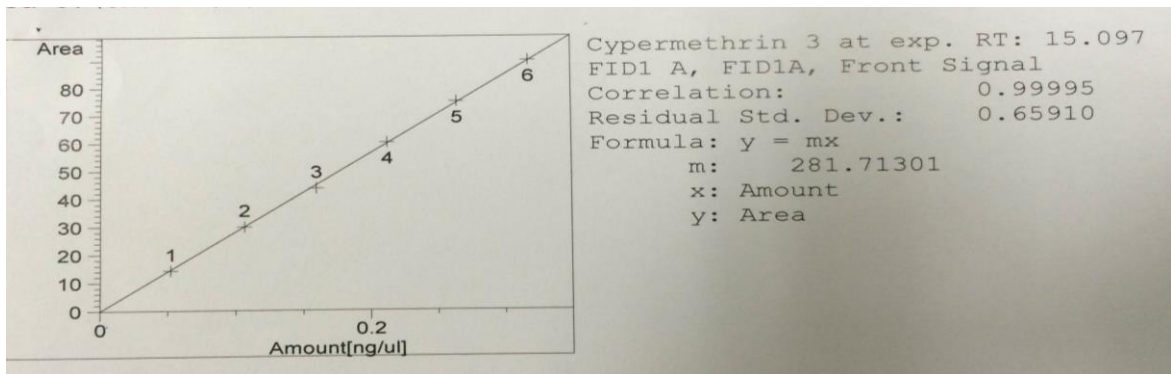 Area
80
70
60
50
40
30
20
10
0
1
2
3
4
5
6
0
0.2
Amount[ng/ul]
Cypermethrin 3 at exp. RT: 15.097
FID1 A, FID1A, Front Signal
Correlation: 0.99995
Residual Std. Dev.: 0.65910
Formula: y = mx
m: 281.71301
x: Amount
y: Area